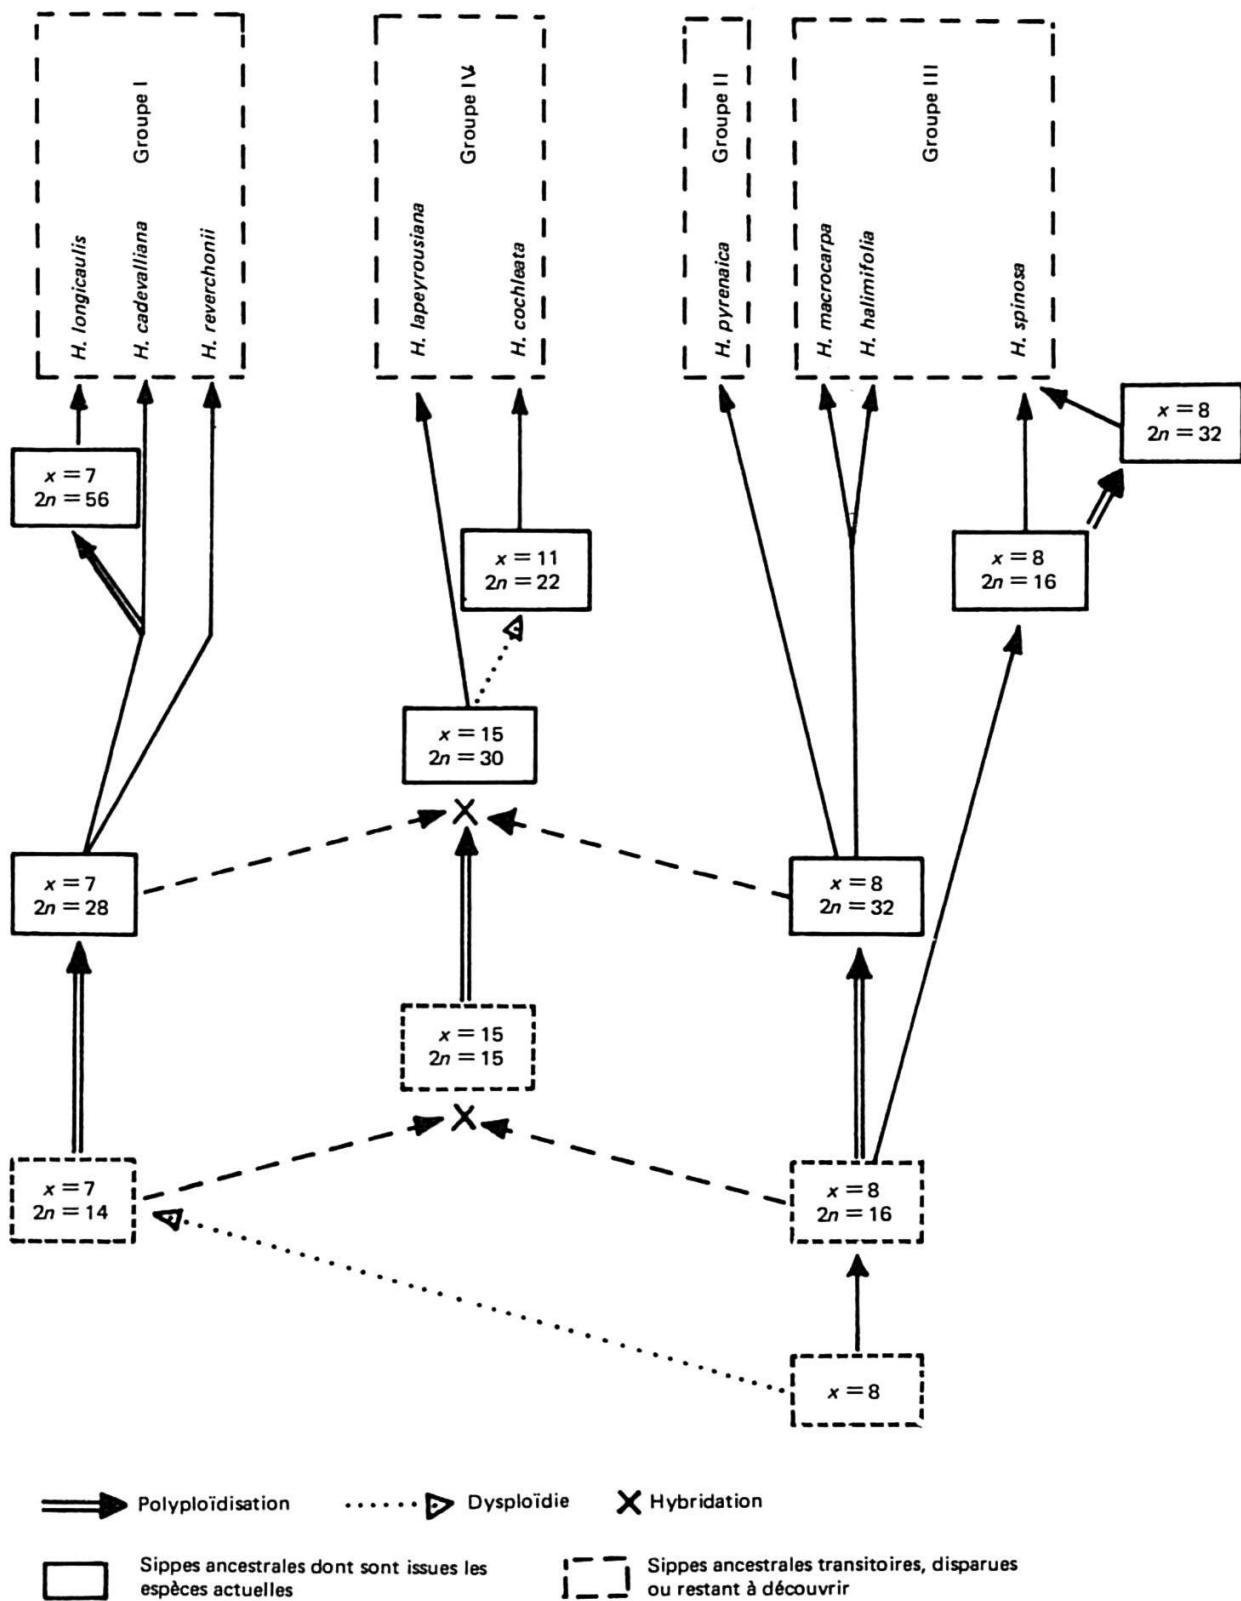 Groupe I
H. longicaulis
H. cadevalliana
H. reverchonii
Groupe IV
H. lapeyrousiana
H. cochleata
Groupe II
H. pyrenaica
Groupe III
H. macrocarpa
H. halimifolia
H. spinosa
x = 8
2n = 32
x = 7
2n = 56
x = 11
2n = 22
x = 8
2n = 16
x = 15
2n = 30
x = 7
2n = 28
x = 8
2n = 32
x = 15
2n = 15
x = 7
2n = 14
x = 8
2n = 16
x = 8
Polyploïdisation
Dysploïdie
Hybridation
Sippes ancestrales dont sont issues les
espèces actuelles
Sippes ancestrales transitoires, disparues
ou restant à découvrir